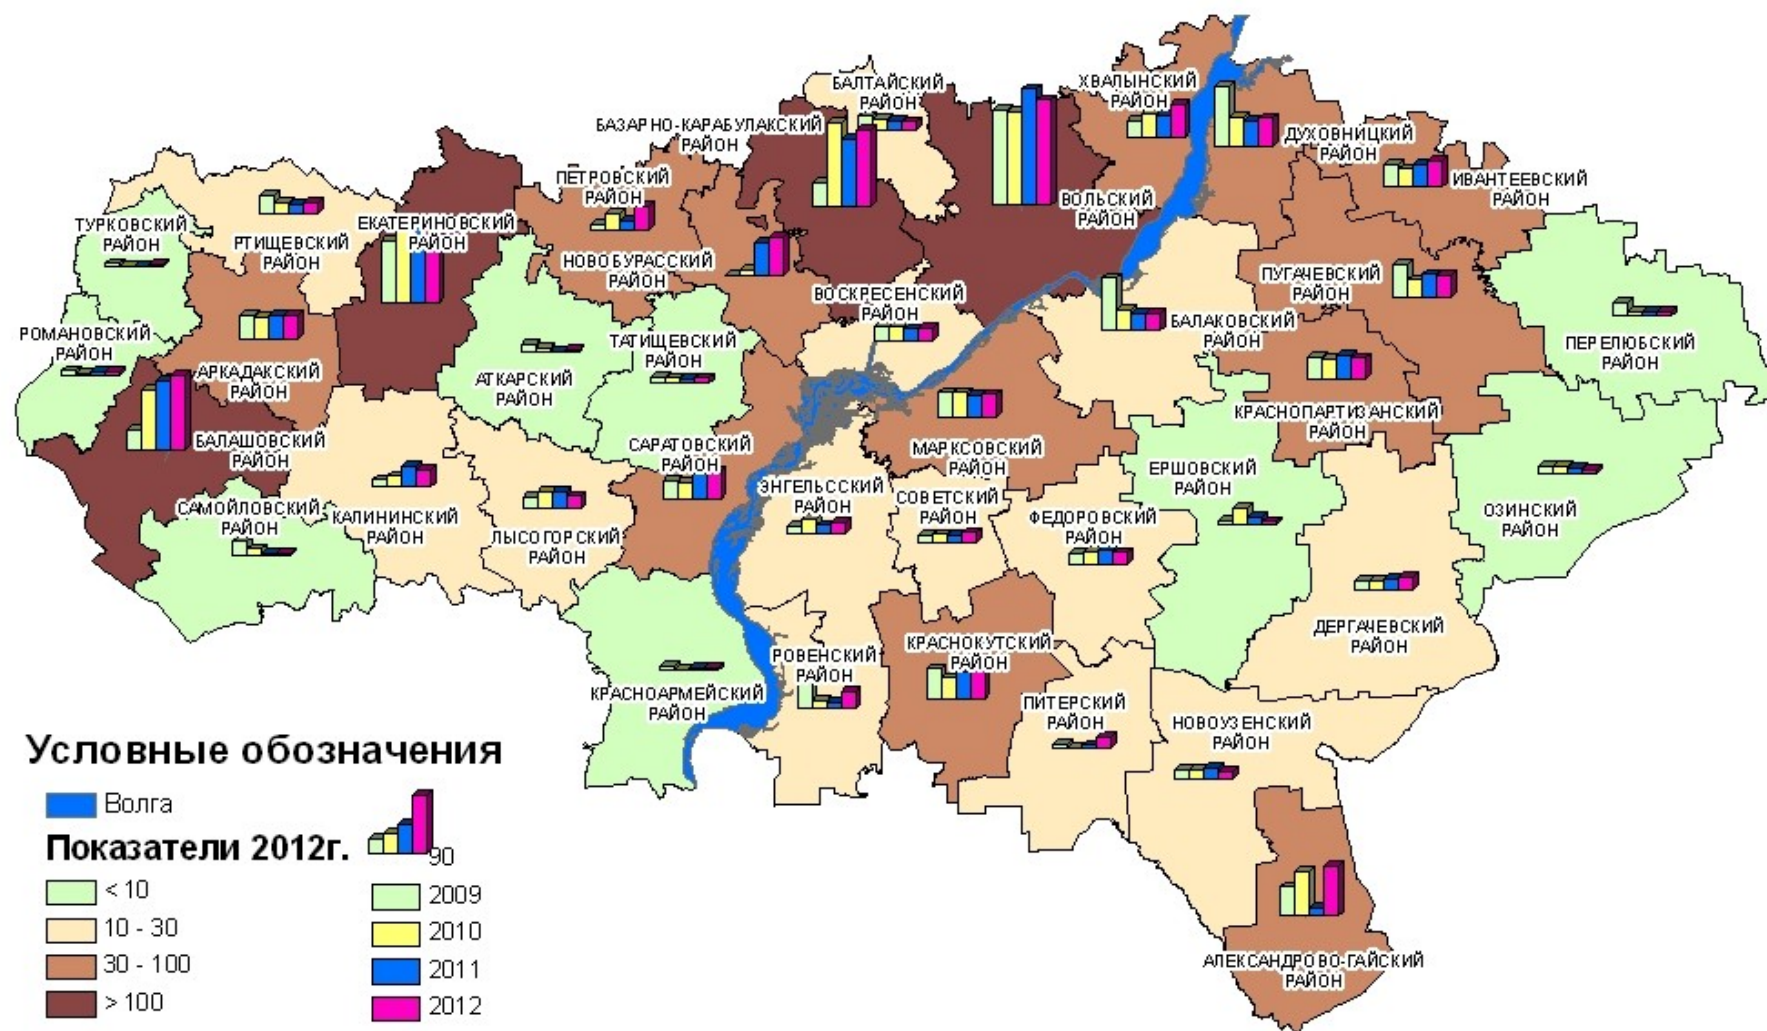 БАЛТАЙСКИЙ
РАЙОН
ХВАЛЫНСКИЙ
РАЙОН
БАЗАРНО-КАРАБУЛАКСКИЙ
РАЙОН
ДУХОВНИЦКИЙ
РАЙОН
ИВАНТЕЕВСКИЙ
РАЙОН
ПЕТРОВСКИЙ
РАЙОН
ВОЛЬСКИЙ
РАЙОН
ТУРКОВСКИЙ
РАЙОН
РТИЩЕВСКИЙ
РАЙОН
ЕКАТЕРИНОВСКИЙ
РАЙОН
НОВОБУРАССКИЙ
РАЙОН
ПУГАЧЕВСКИЙ
РАЙОН
ВОСКРЕСЕНСКИЙ
РАЙОН
БАЛАКОВСКИЙ
РАЙОН
ПЕРЕЛЮБСКИЙ
РАЙОН
РОМАНОВСКИЙ
РАЙОН
АРКАДАКСКИЙ
РАЙОН
АТКАРСКИЙ
РАЙОН
ТАТИЩЕВСКИЙ
РАЙОН
КРАСНОПАРТИЗАНСКИЙ
РАЙОН
БАЛАШОВСКИЙ
РАЙОН
САРАТОВСКИЙ
РАЙОН
МАРКСОВСКИЙ
РАЙОН
ЕРШОВСКИЙ
РАЙОН
ОЗИНСКИЙ
РАЙОН
САМОЙЛОВСКИЙ
РАЙОН
КАЛИНИНСКИЙ
РАЙОН
ЛЫСОГОРСКИЙ
РАЙОН
ЭНГЕЛЬССКИЙ
РАЙОН
СОВЕТСКИЙ
РАЙОН
ФЕДОРОВСКИЙ
РАЙОН
ДЕРГАЧЕВСКИЙ
РАЙОН
КРАСНОАРМЕЙСКИЙ
РАЙОН
РОВЕНСКИЙ
РАЙОН
КРАСНОКУТСКИЙ
РАЙОН
ПИТЕРСКИЙ
РАЙОН
НОВОУЗЕНСКИЙ
РАЙОН
АЛЕКСАНДРОВО-ГАЙСКИЙ
РАЙОН
Условные обозначения
Волга
Показатели 2012г.
90
< 10
10 - 30
30 - 100
> 100
2009
2010
2011
2012